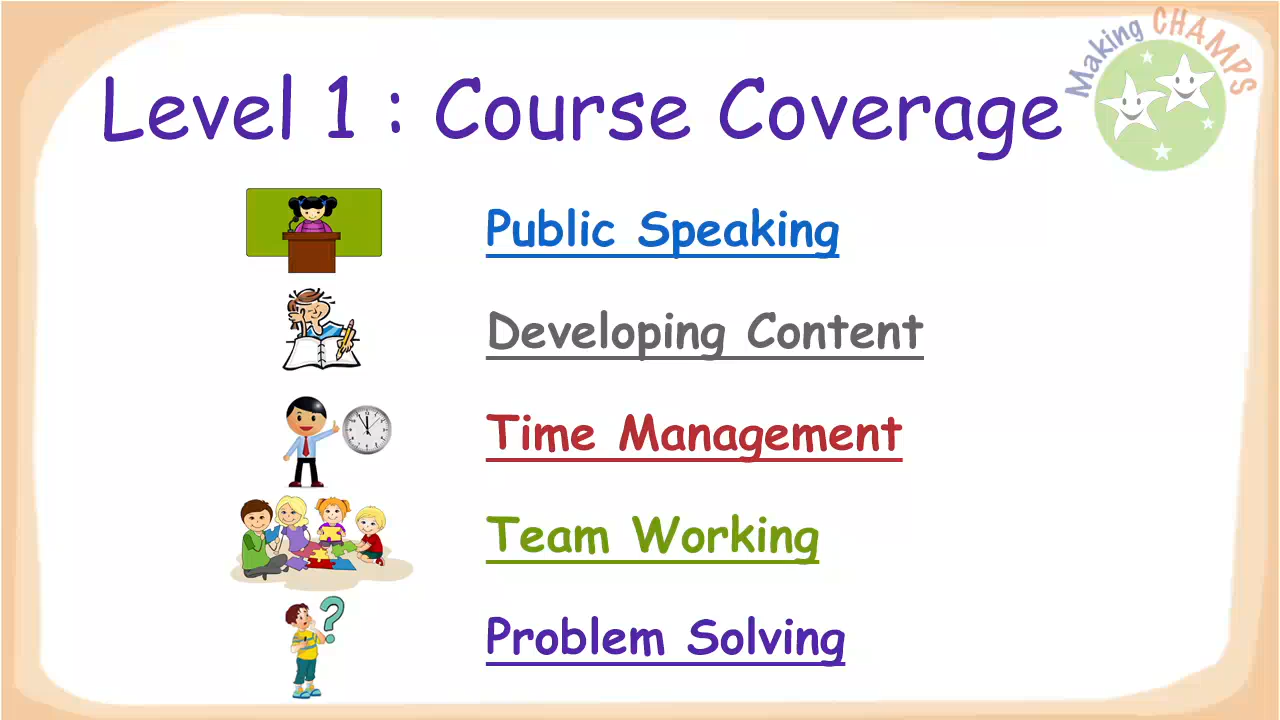 Making CHAMPS
Level 1 : Course Coverage
Public Speaking
Developing Content
Time Management
Team Working
Problem Solving